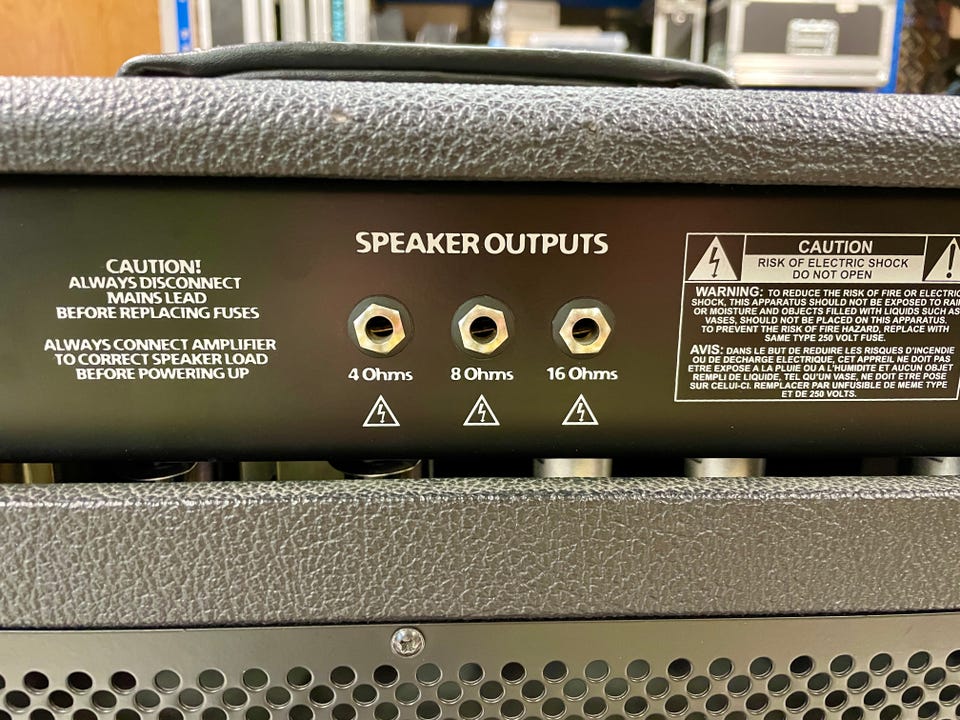 CAUTION!
ALWAYS DISCONNECT
MAINS LEAD
BEFORE REPLACING FUSES
ALWAYS CONNECT AMPLIFIER
TO CORRECT SPEAKER LOAD
BEFORE POWERING UP
SPEAKER OUTPUTS
4 Ohms
8 Ohms
16 Ohms
CAUTION
RISK OF ELECTRIC SHOCK
DO NOT OPEN
WARNING: TO REDUCE THE RISK OF FIRE OR ELECTRIC
SHOCK, THIS APPARATUS SHOULD NOT BE EXPOSED TO RAIN
OR MOISTURE AND OBJECTS FILLED WITH LIQUIDS SUCH AS
VASES, SHOULD NOT BE PLACED ON THIS APPARATUS.
TO PREVENT THE RISK OF FIRE HAZARD, REPLACE WITH
SAME TYPE 250 VOLT FUSE.
AVIS: DANS LE BUT DE REDUIRE LES RISQUES D'INCENDIE
OU DE DECHARGE ELECTRIQUE, CET APPREIL NE DOIT PAS
ETRE EXPOSE A LA PLUIE OU A L'HUMIDITE ET AUCUN OBJET
REMPLI DE LIQUIDE, TEL QU'UN VASE, NE DOIT ETRE POSE
SUR CELUI-CI. REMPLACER PAR UNFUSIBLE DE MEME TYPE
ET DE 250 VOLTS.